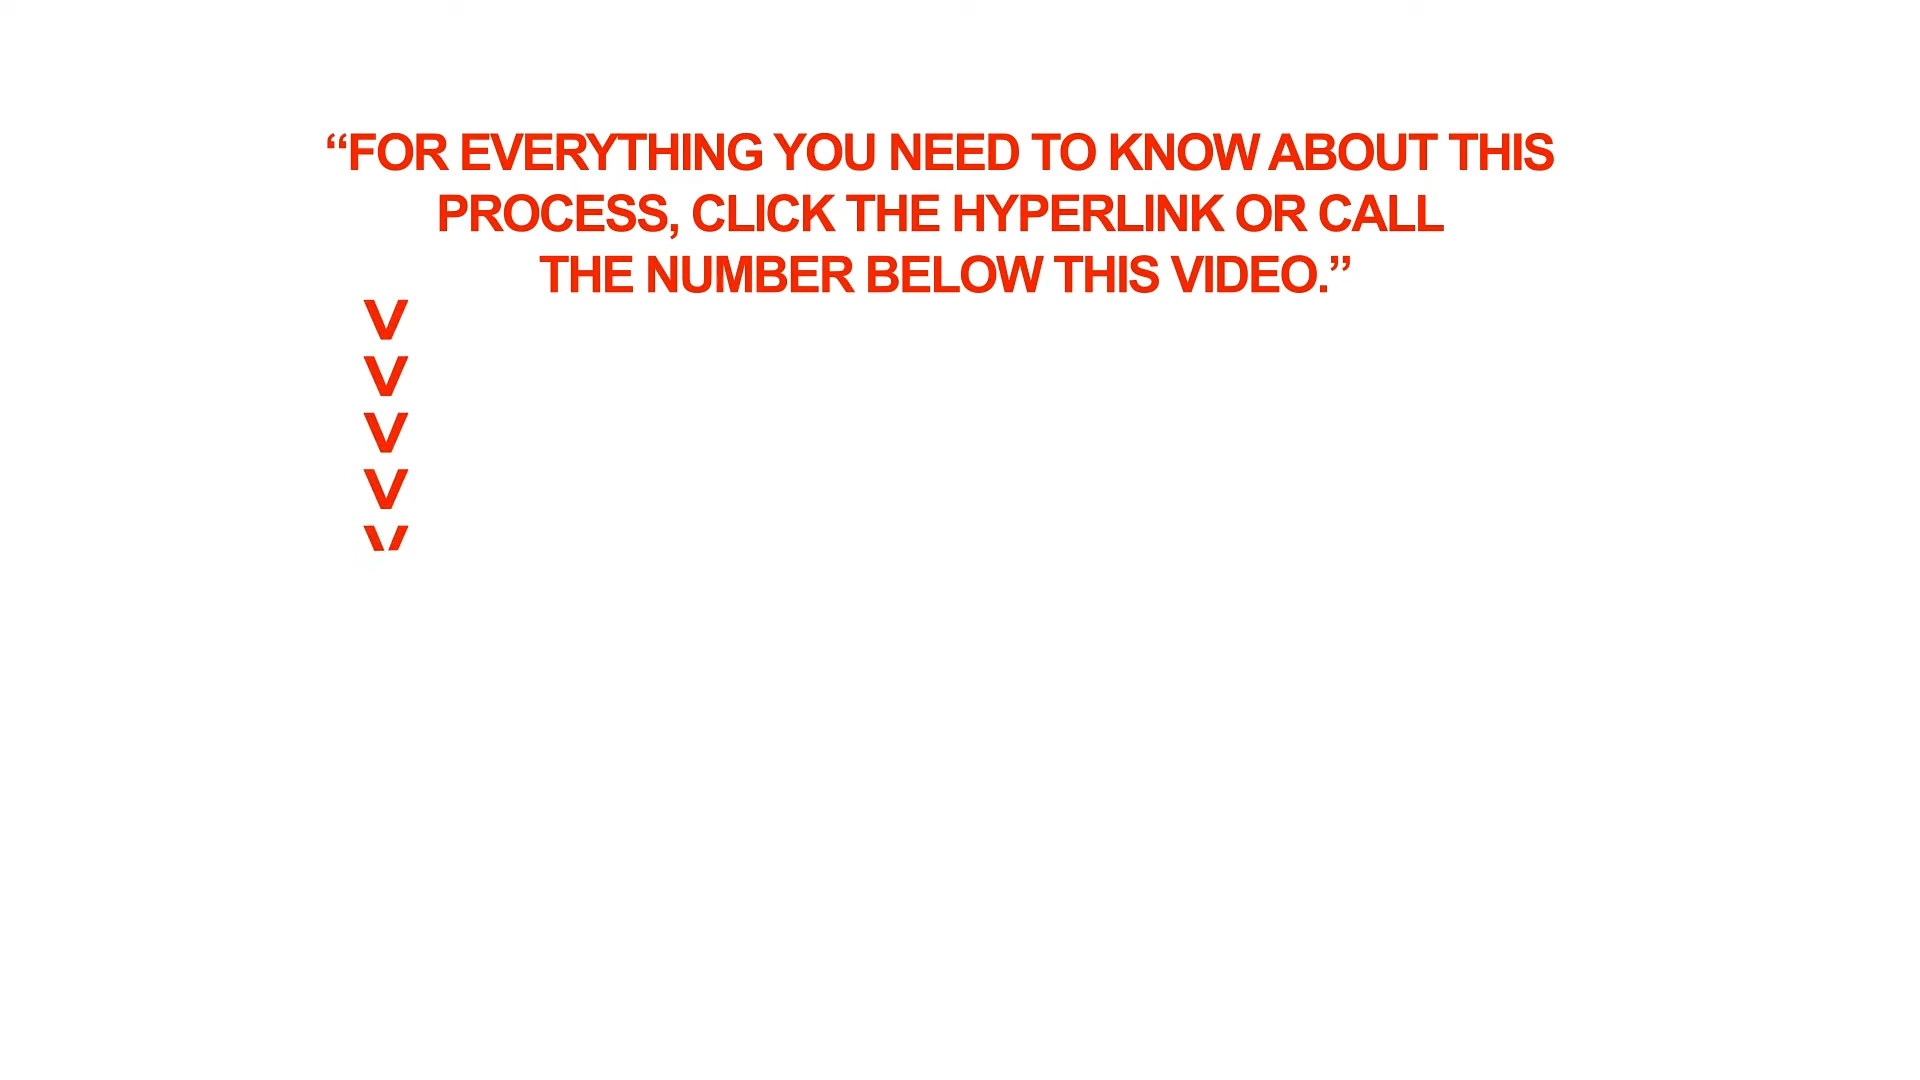 “FOR EVERYTHING YOU NEED TO KNOW ABOUT THIS
PROCESS, CLICK THE HYPERLINK OR CALL
THE NUMBER BELOW THIS VIDEO.”
V
V
V
V
V